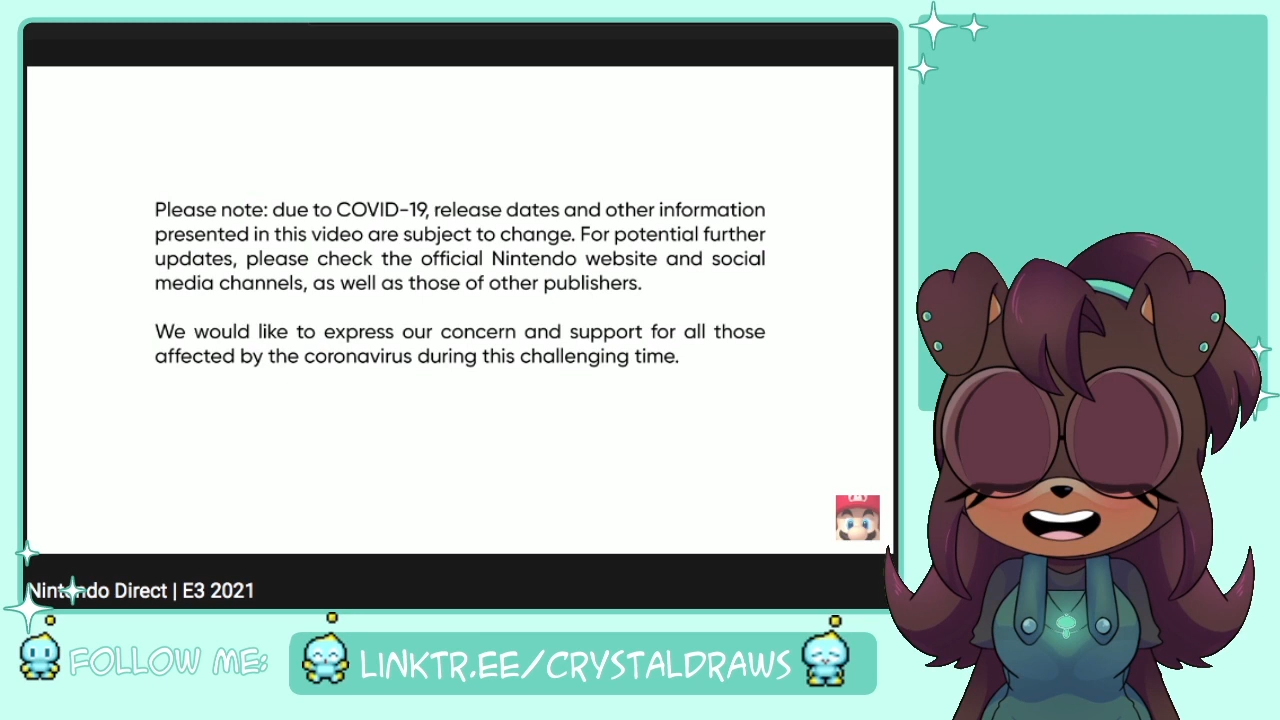 Please note: due to COVID-19, release dates and other information
presented in this video are subject to change. For potential further
updates, please check the official Nintendo website and social
media channels, as well as those of other publishers.
We would like to express our concern and support for all those
affected by the coronavirus during this challenging time.
M
Nintendo Direct | E3 2021
FOLLOW ME:
LINKTR.EE/CRYSTALDRAWS